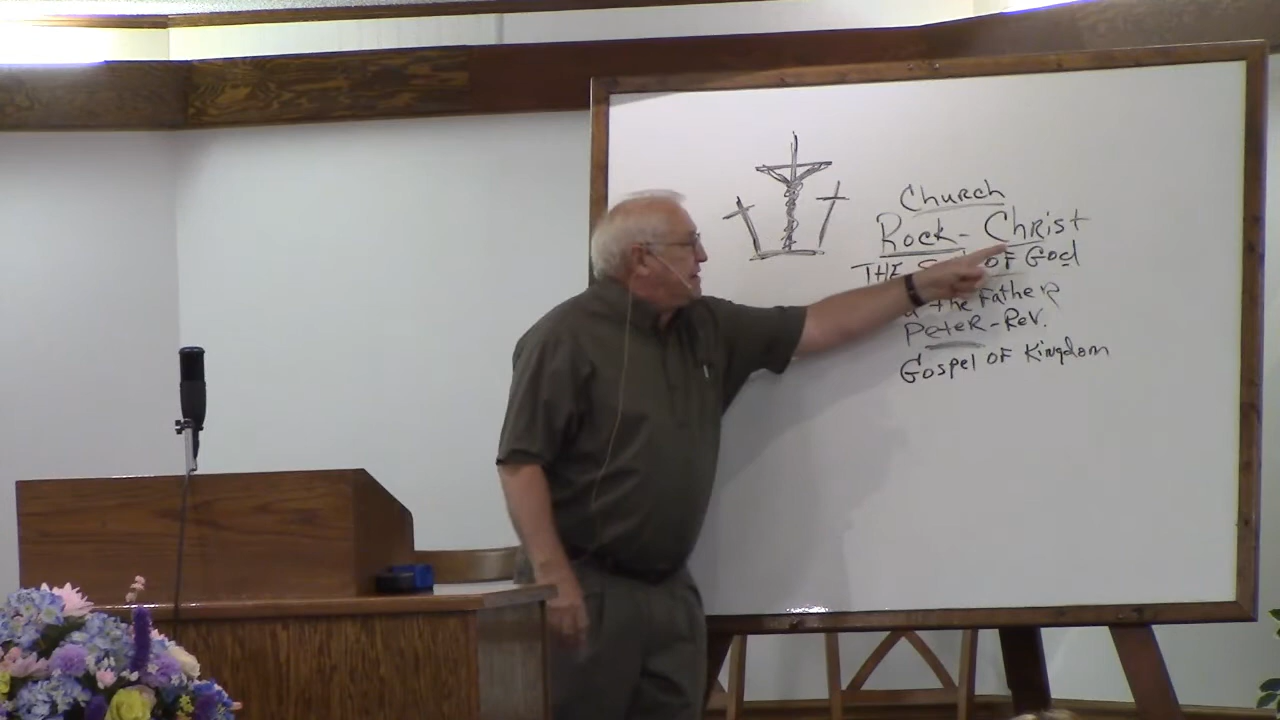 Church
Rock - Christ
THE OF God
the Father
Peter - Rev.
Gospel OF Kingdom